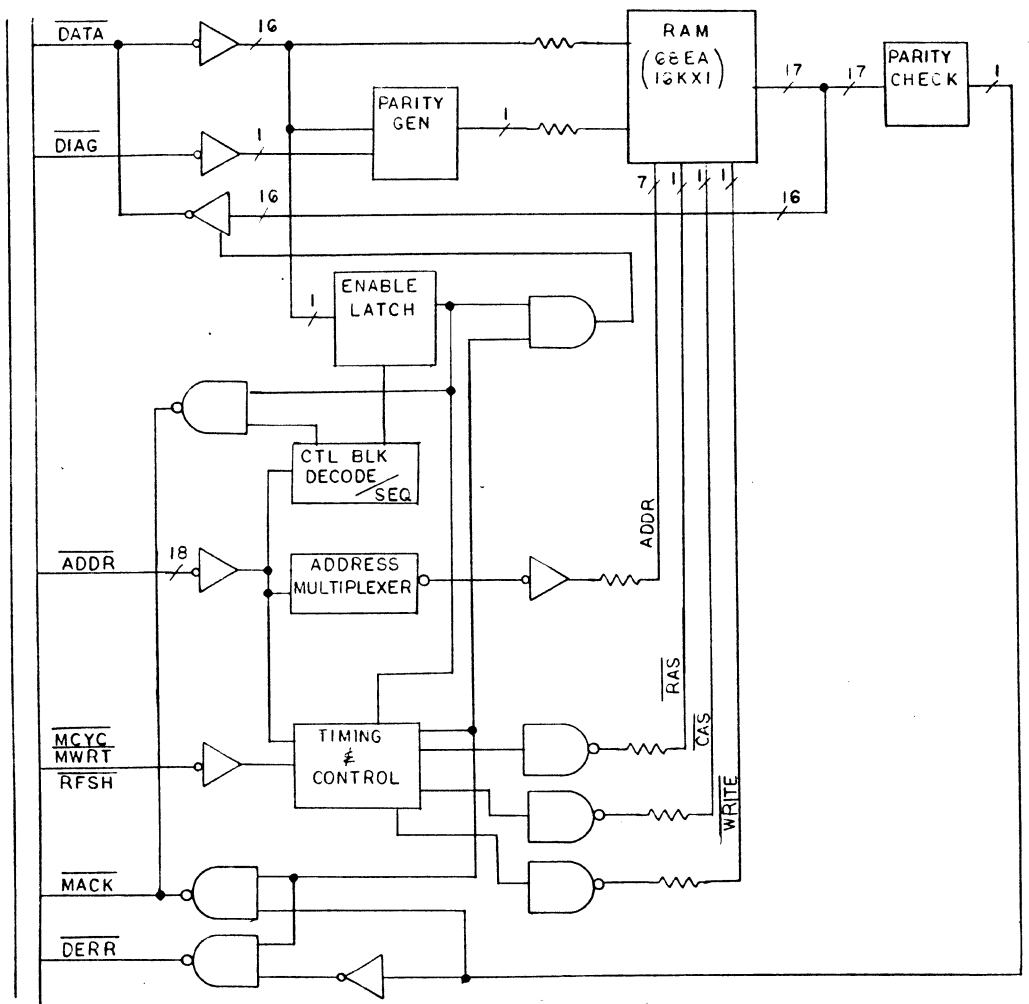 DATA
16
RAM
(68EA
16KX1)
17
17
PARITY
CHECK
1
PARITY
GEN
1
DIAG
1
7
1
1
1
16
16
ENABLE
LATCH
1
CTL BLK
DECODE
/SEQ
ADDR
ADDR
18
ADDRESS
MULTIPLEXER
RAS
CAS
WRITE
MCYC
MWRT
RFSH
TIMING
&
CONTROL
MACK
DERR